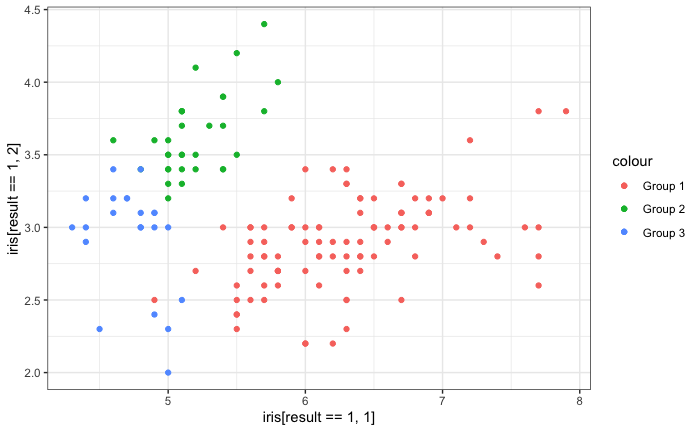 4.5
4.0
3.5
3.0
2.5
2.0
iris[result == 1, 2]
5
6
7
8
iris[result == 1, 1]
colour
Group 1
Group 2
Group 3